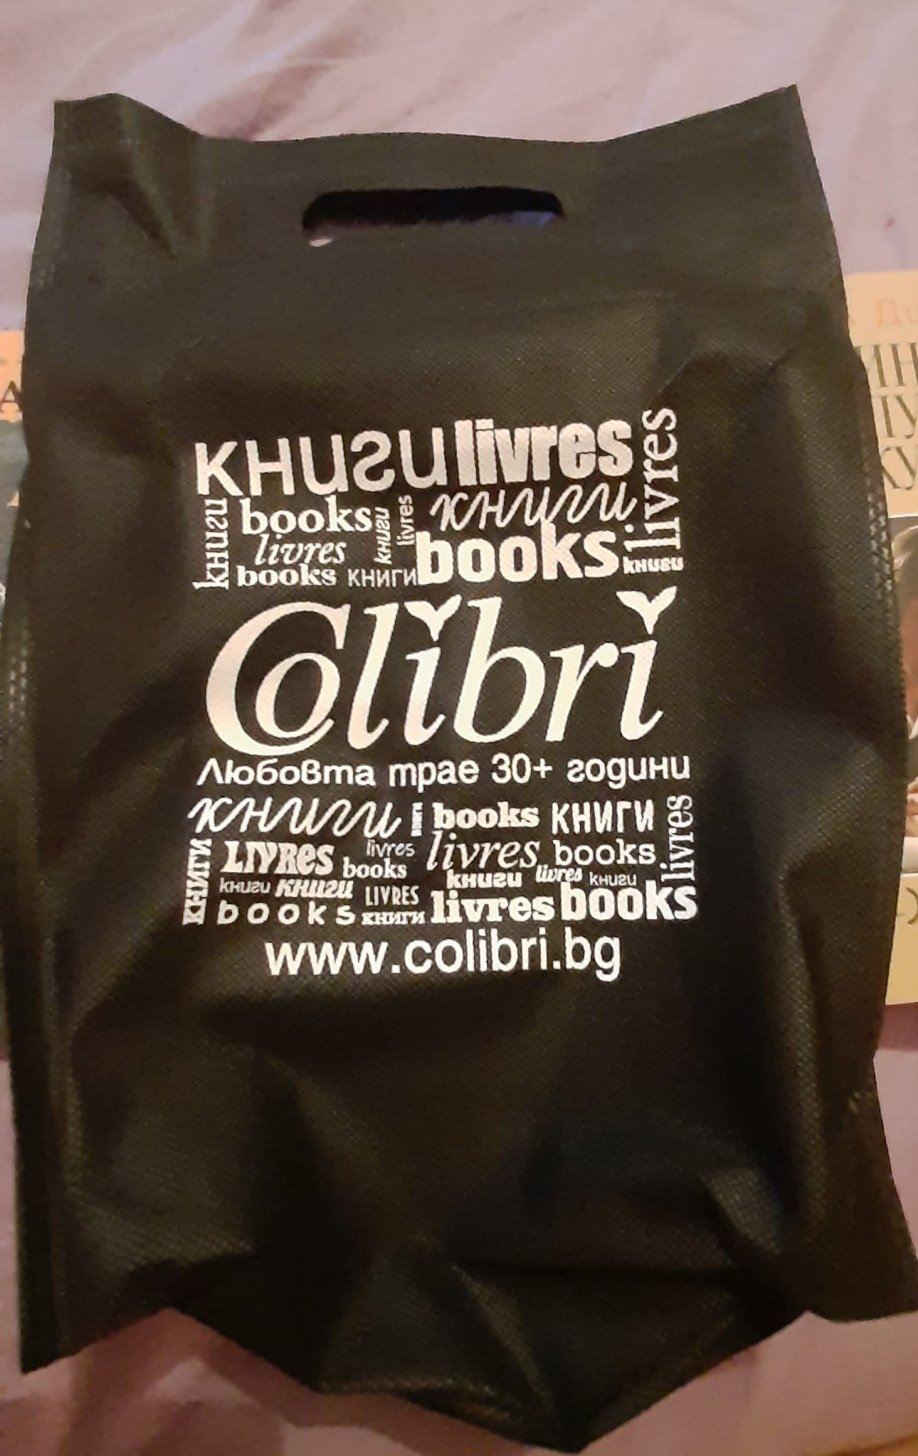 книги livres livres
книги books книги livres книги
livres books книги
books книги
Colibri
Любовта трае 30+ години
книги книги books КНИГИ livres
КНИГИ LIVRES livres livres books
books книги livres книги
книги книги LIVRES
books книги livres books
www.colibri.bg